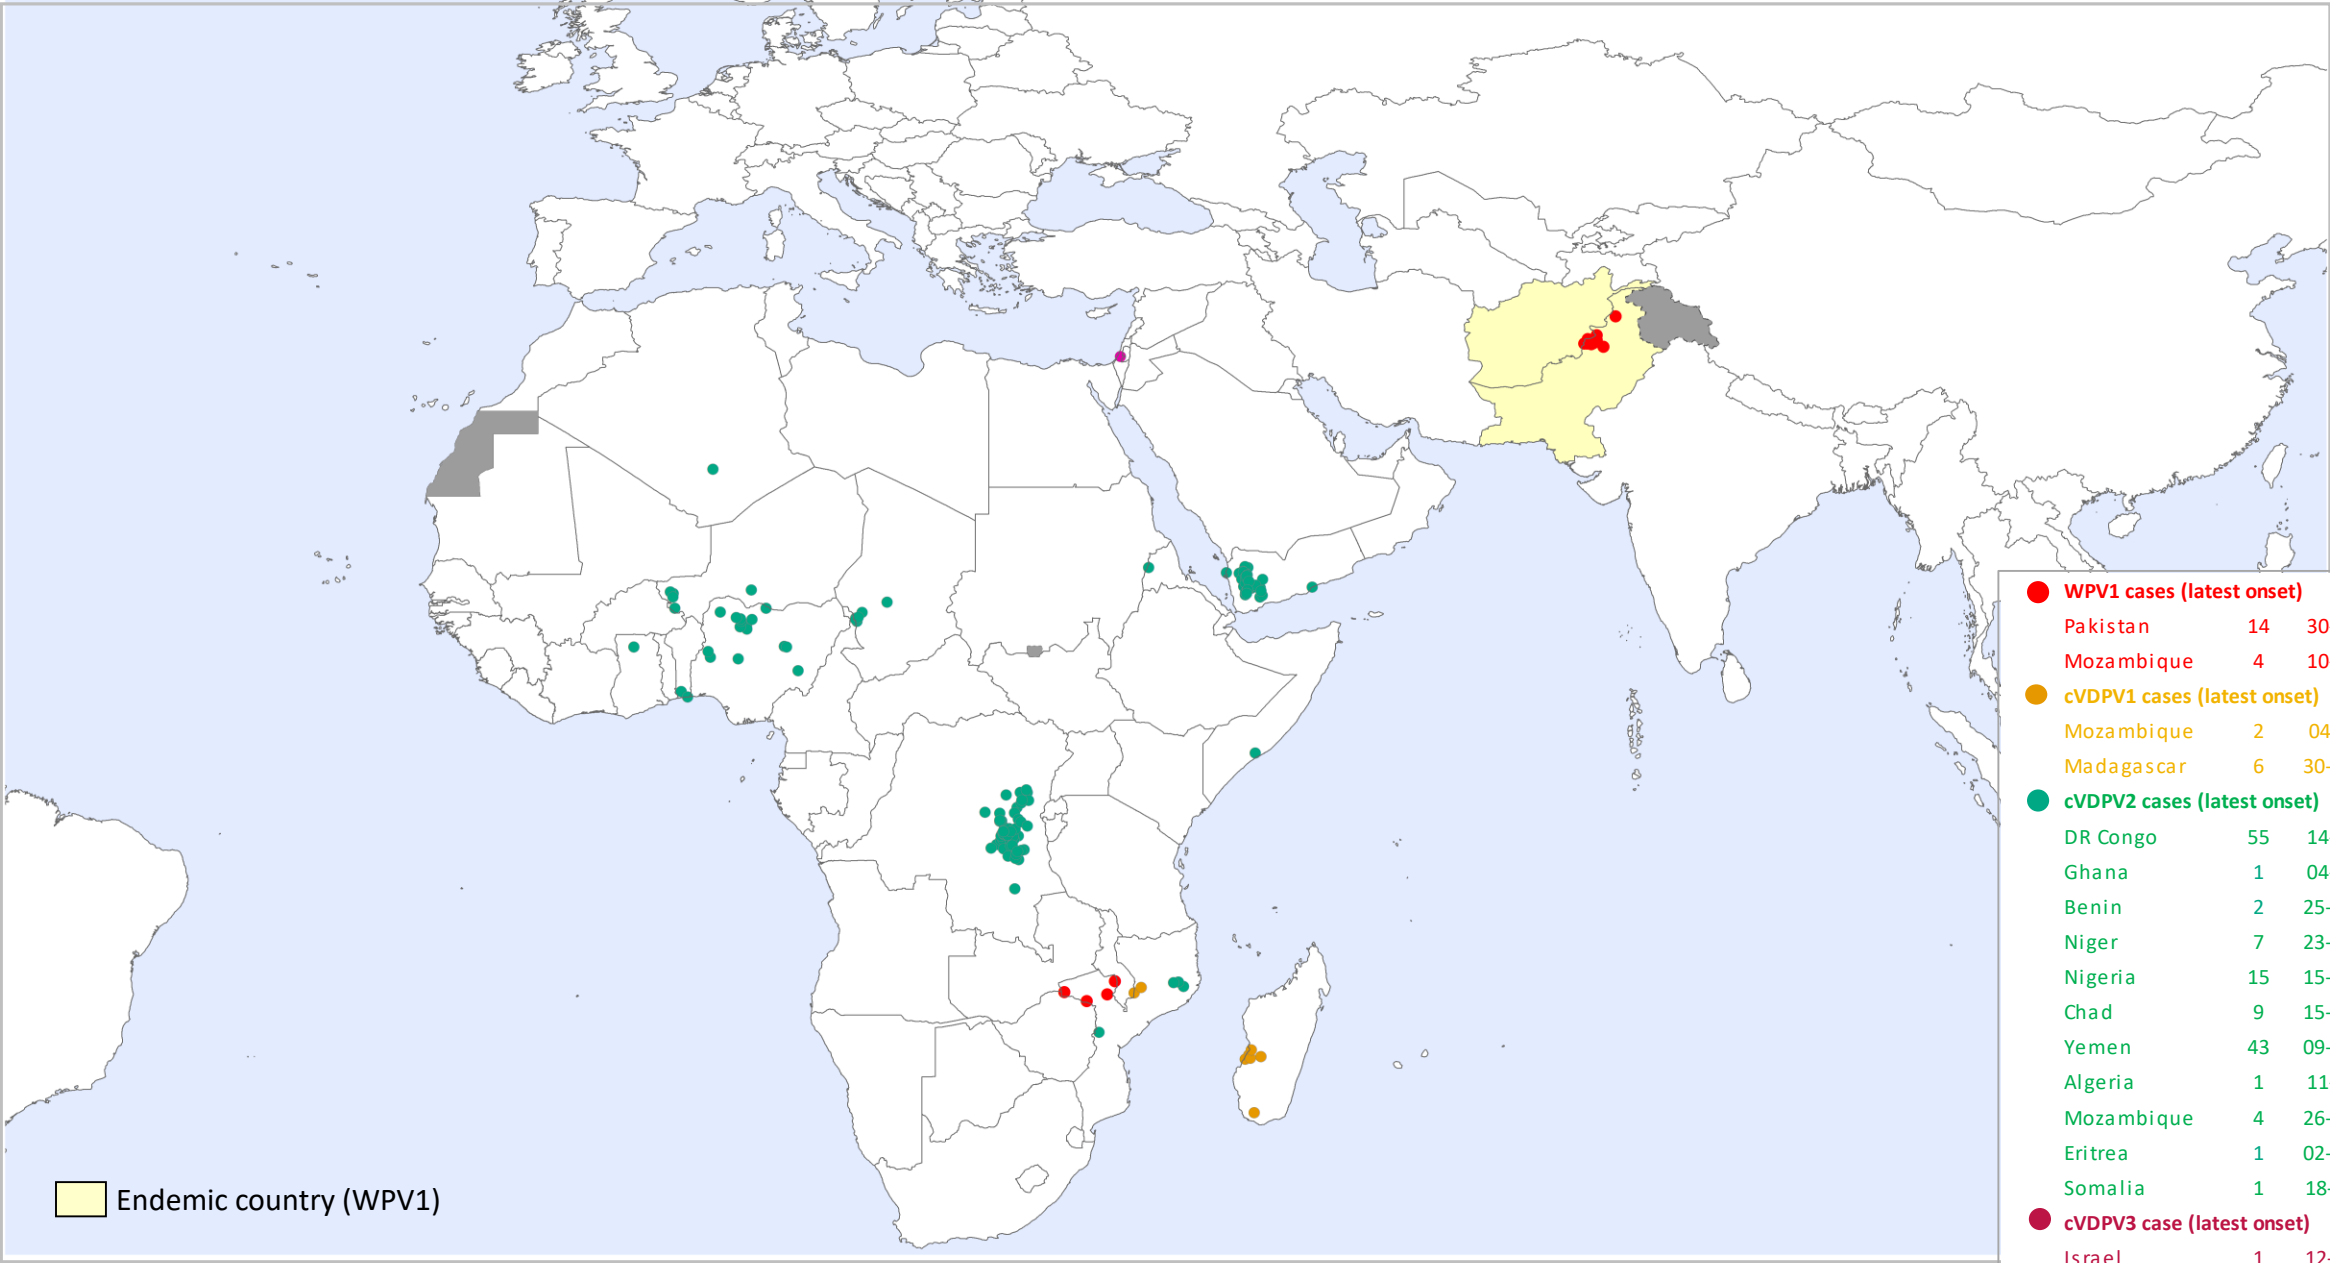 WPV1 cases (latest onset)
Pakistan 14 30
Mozambique 4 10
cVDPV1 cases (latest onset)
Mozambique 2 04
Madagascar 6 30-
cVDPV2 cases (latest onset)
DR Congo 55 14
Ghana 1 04
Benin 2 25-
Niger 7 23-
Nigeria 15 15-
Chad 9 15-
Yemen 43 09-
Algeria 1 11
Mozambique 4 26-
Eritrea 1 02-
Somalia 1 18-
cVDPV3 case (latest onset)
Israel 1 12-
Endemic country (WPV1)